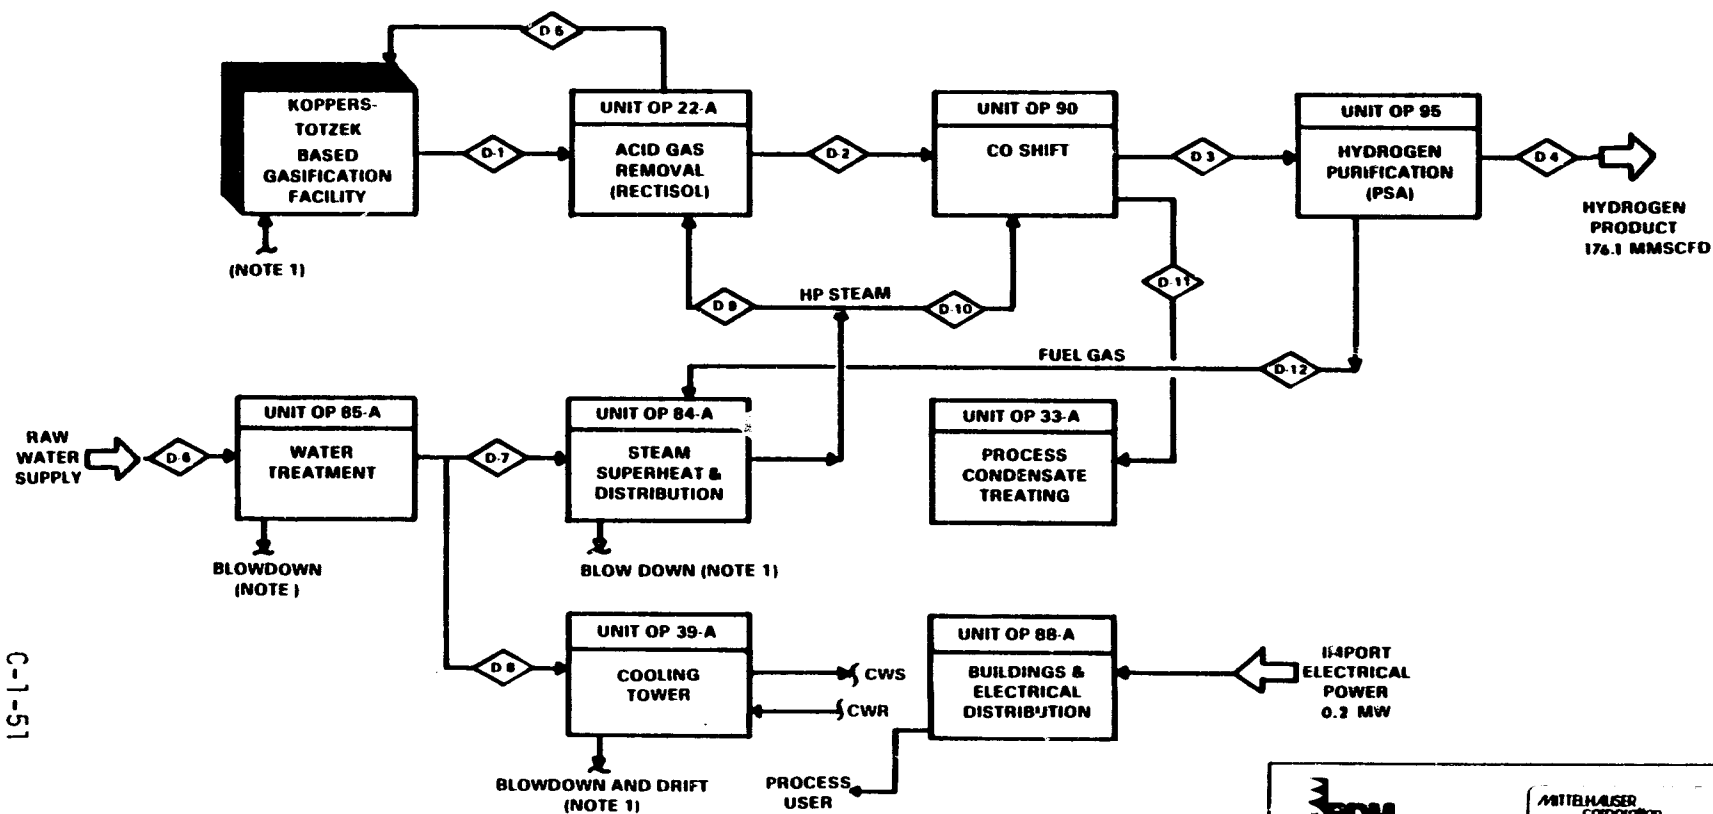 D 5
KOPPERS-
TOTZEK
BASED
GASIFICATION
FACILITY
(NOTE 1)
D-1
UNIT OP 22-A
ACID GAS
REMOVAL
(RECTISOL)
D-2
UNIT OP 90
CO SHIFT
D 3
UNIT OP 95
HYDROGEN
PURIFICATION
(PSA)
D 4
HYDROGEN
PRODUCT
176.1 MMSCFD
D 9
HP STEAM
D-10
D-11
FUEL GAS
D-12
RAW
WATER
SUPPLY
D-6
UNIT OP 85-A
WATER
TREATMENT
BLOWDOWN
(NOTE )
D-7
UNIT OP 84-A
STEAM
SUPERHEAT &
DISTRIBUTION
BLOW DOWN (NOTE 1)
UNIT OP 33-A
PROCESS
CONDENSATE
TREATING
D 8
UNIT OP 39-A
COOLING
TOWER
CWS
CWR
BLOWDOWN AND DRIFT
(NOTE 1)
UNIT OP 88-A
BUILDINGS &
ELECTRICAL
DISTRIBUTION
PROCESS
USER
IMPORT
ELECTRICAL
POWER
0.2 MW
C-1-51
MITTELHAUSER
corporation